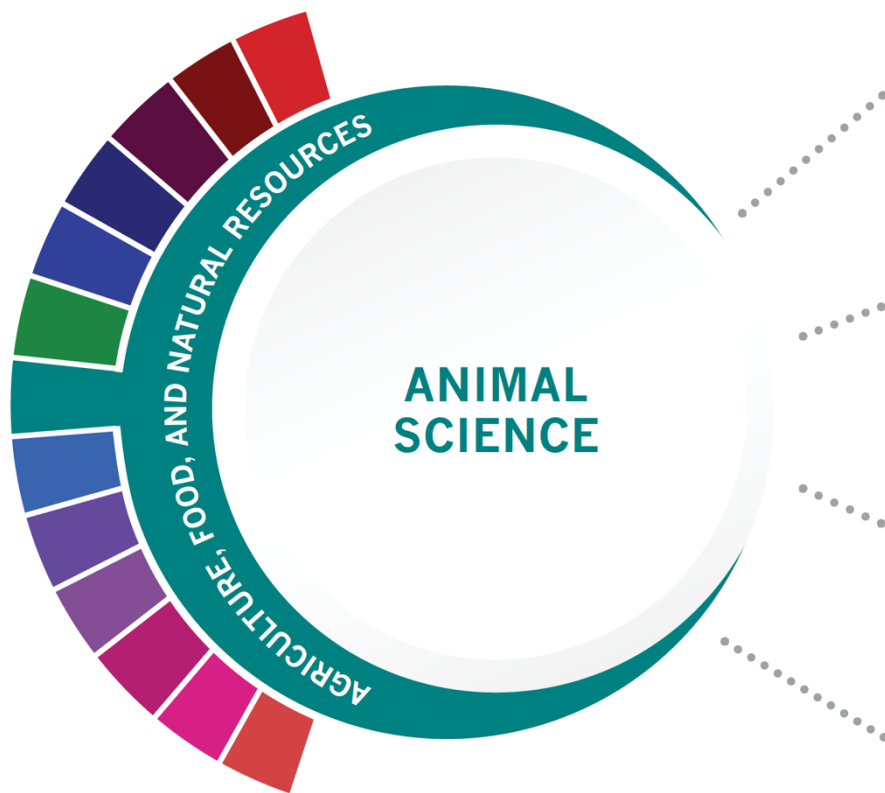 AGRICULTURE, FOOD, AND NATURAL RESOURCES
ANIMAL
SCIENCE